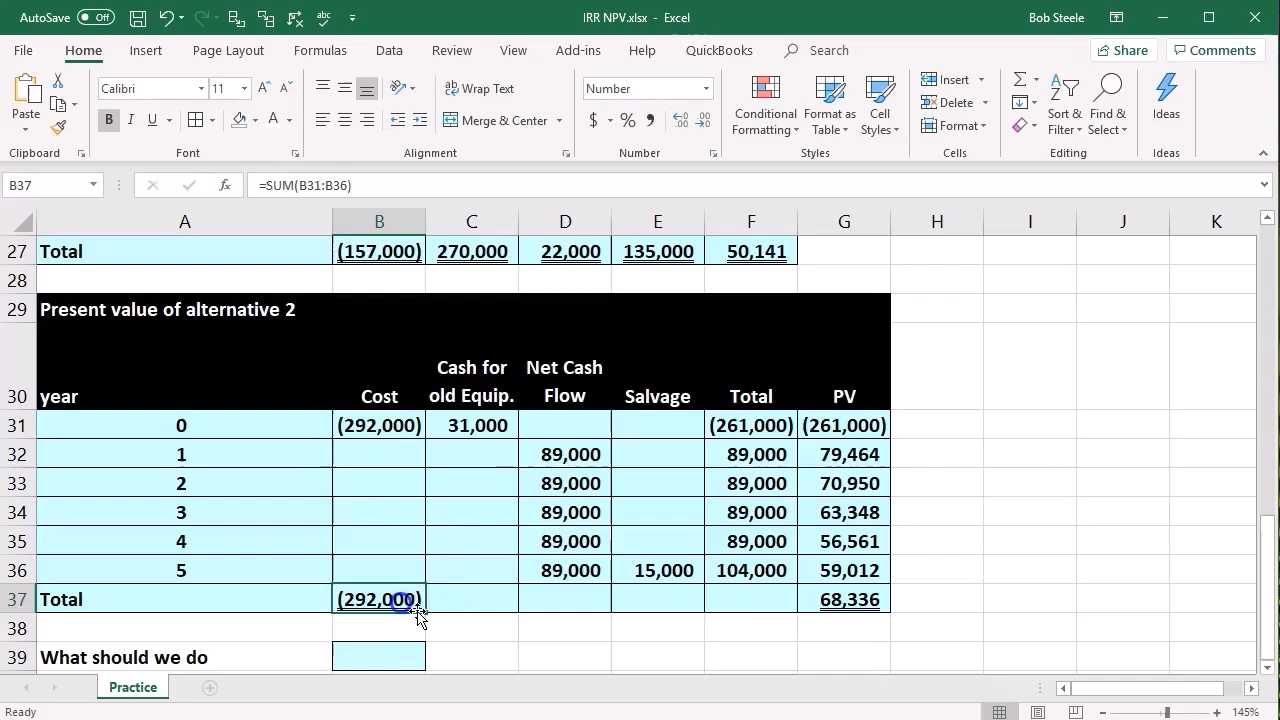 AutoSave Off IRR NPV.xlsx - Excel Bob Steele
File Home Insert Page Layout Formulas Data Review View Add-ins Help QuickBooks Search Share Comments
Paste Calibri 11 A A Wrap Text Number Conditional Formatting Format as Table Cell Styles Insert Delete Format Sort & Filter Find & Select Ideas
B I U A Merge & Center $ % ,
Clipboard Font Alignment Number Styles Cells Editing Ideas
B37 fx =SUM(B31:B36)
A B C D E F G H I J K
27 Total (157,000) 270,000 22,000 135,000 50,141
28
29 Present value of alternative 2
Cash for Net Cash
30 year Cost old Equip. Flow Salvage Total PV
31 0 (292,000) 31,000 (261,000) (261,000)
32 1 89,000 89,000 79,464
33 2 89,000 89,000 70,950
34 3 89,000 89,000 63,348
35 4 89,000 89,000 56,561
36 5 89,000 15,000 104,000 59,012
37 Total (292,000) 68,336
38
39 What should we do
Practice
Ready 145%